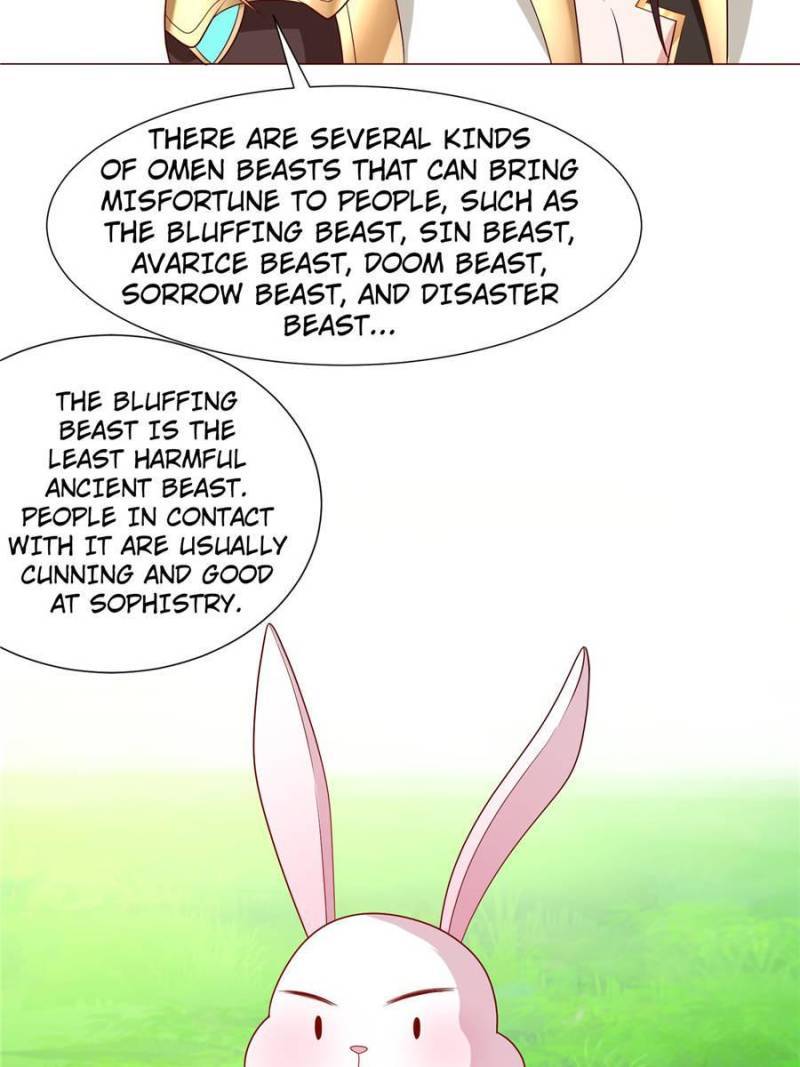 THERE ARE SEVERAL KINDS
OF OMEN BEASTS THAT CAN BRING
MISFORTUNE TO PEOPLE, SUCH AS
THE BLUFFING BEAST, SIN BEAST,
AVARICE BEAST, DOOM BEAST,
SORROW BEAST, AND DISASTER
BEAST...
THE BLUFFING
BEAST IS THE
LEAST HARMFUL
ANCIENT BEAST.
PEOPLE IN CONTACT
WITH IT ARE USUALLY
CUNNING AND GOOD
AT SOPHISTRY.